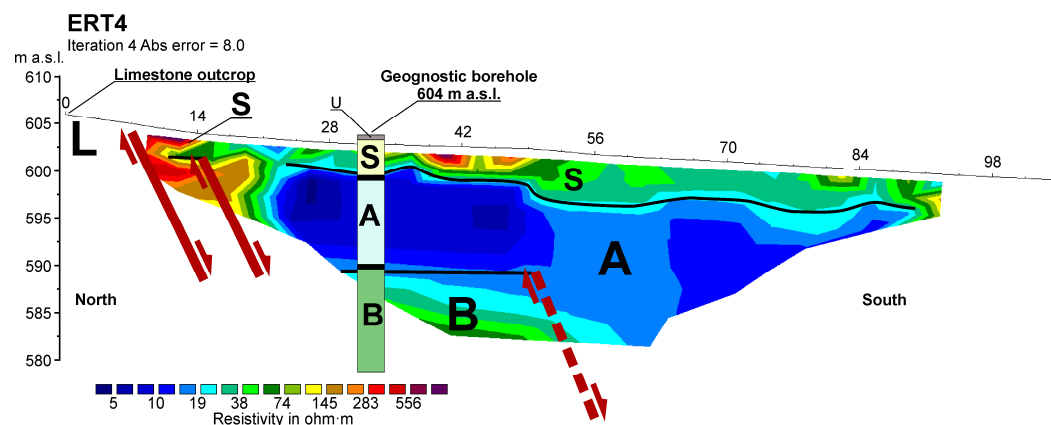 ERT4
Iteration 4 Abs error = 8.0
m a.s.l.
Limestone outcrop
Geognostic borehole
604 m a.s.l.
610
605
600
595
590
585
580
0
14
28
42
56
70
84
98
S
U
L
S
S
A
A
B
B
North
South
5 10 19 38 74 145 283 556
Resistivity in ohm·m